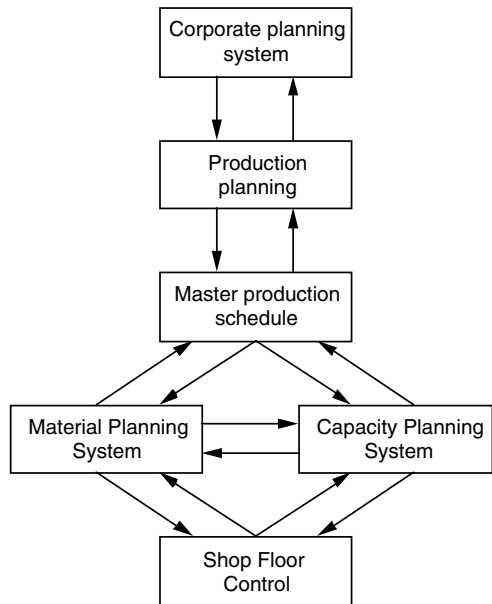 Corporate planning
system
Production
planning
Master production
schedule
Material Planning
System
Capacity Planning
System
Shop Floor
Control